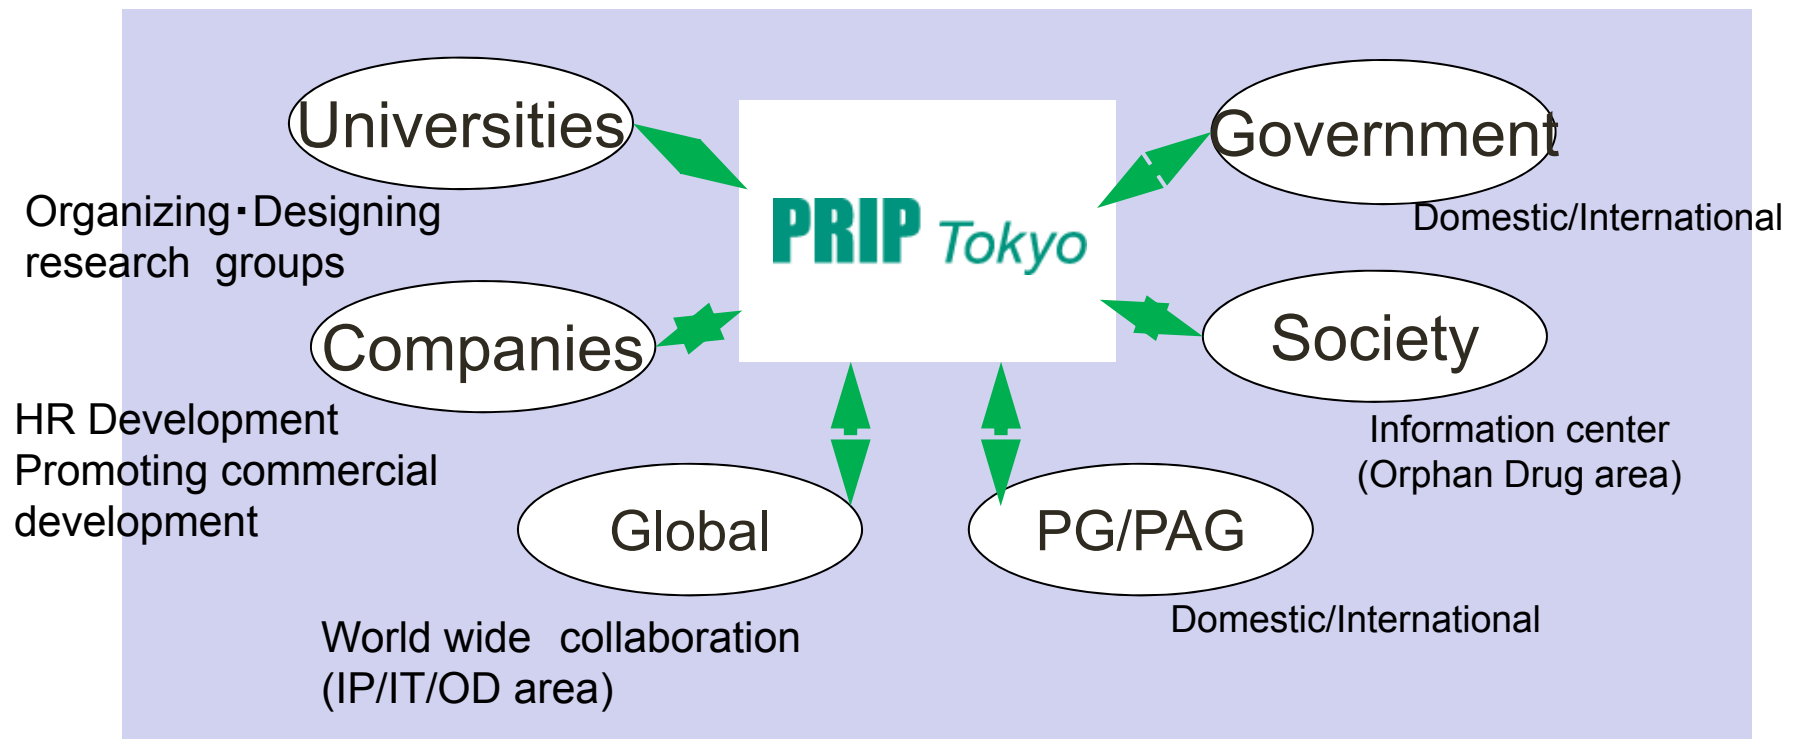 Universities
Organizing・Designing
research groups
Companies
HR Development
Promoting commercial
development
Global
World wide collaboration
(IP/IT/OD area)
PRIP Tokyo
Government
Domestic/International
Society
Information center
(Orphan Drug area)
PG/PAG
Domestic/International